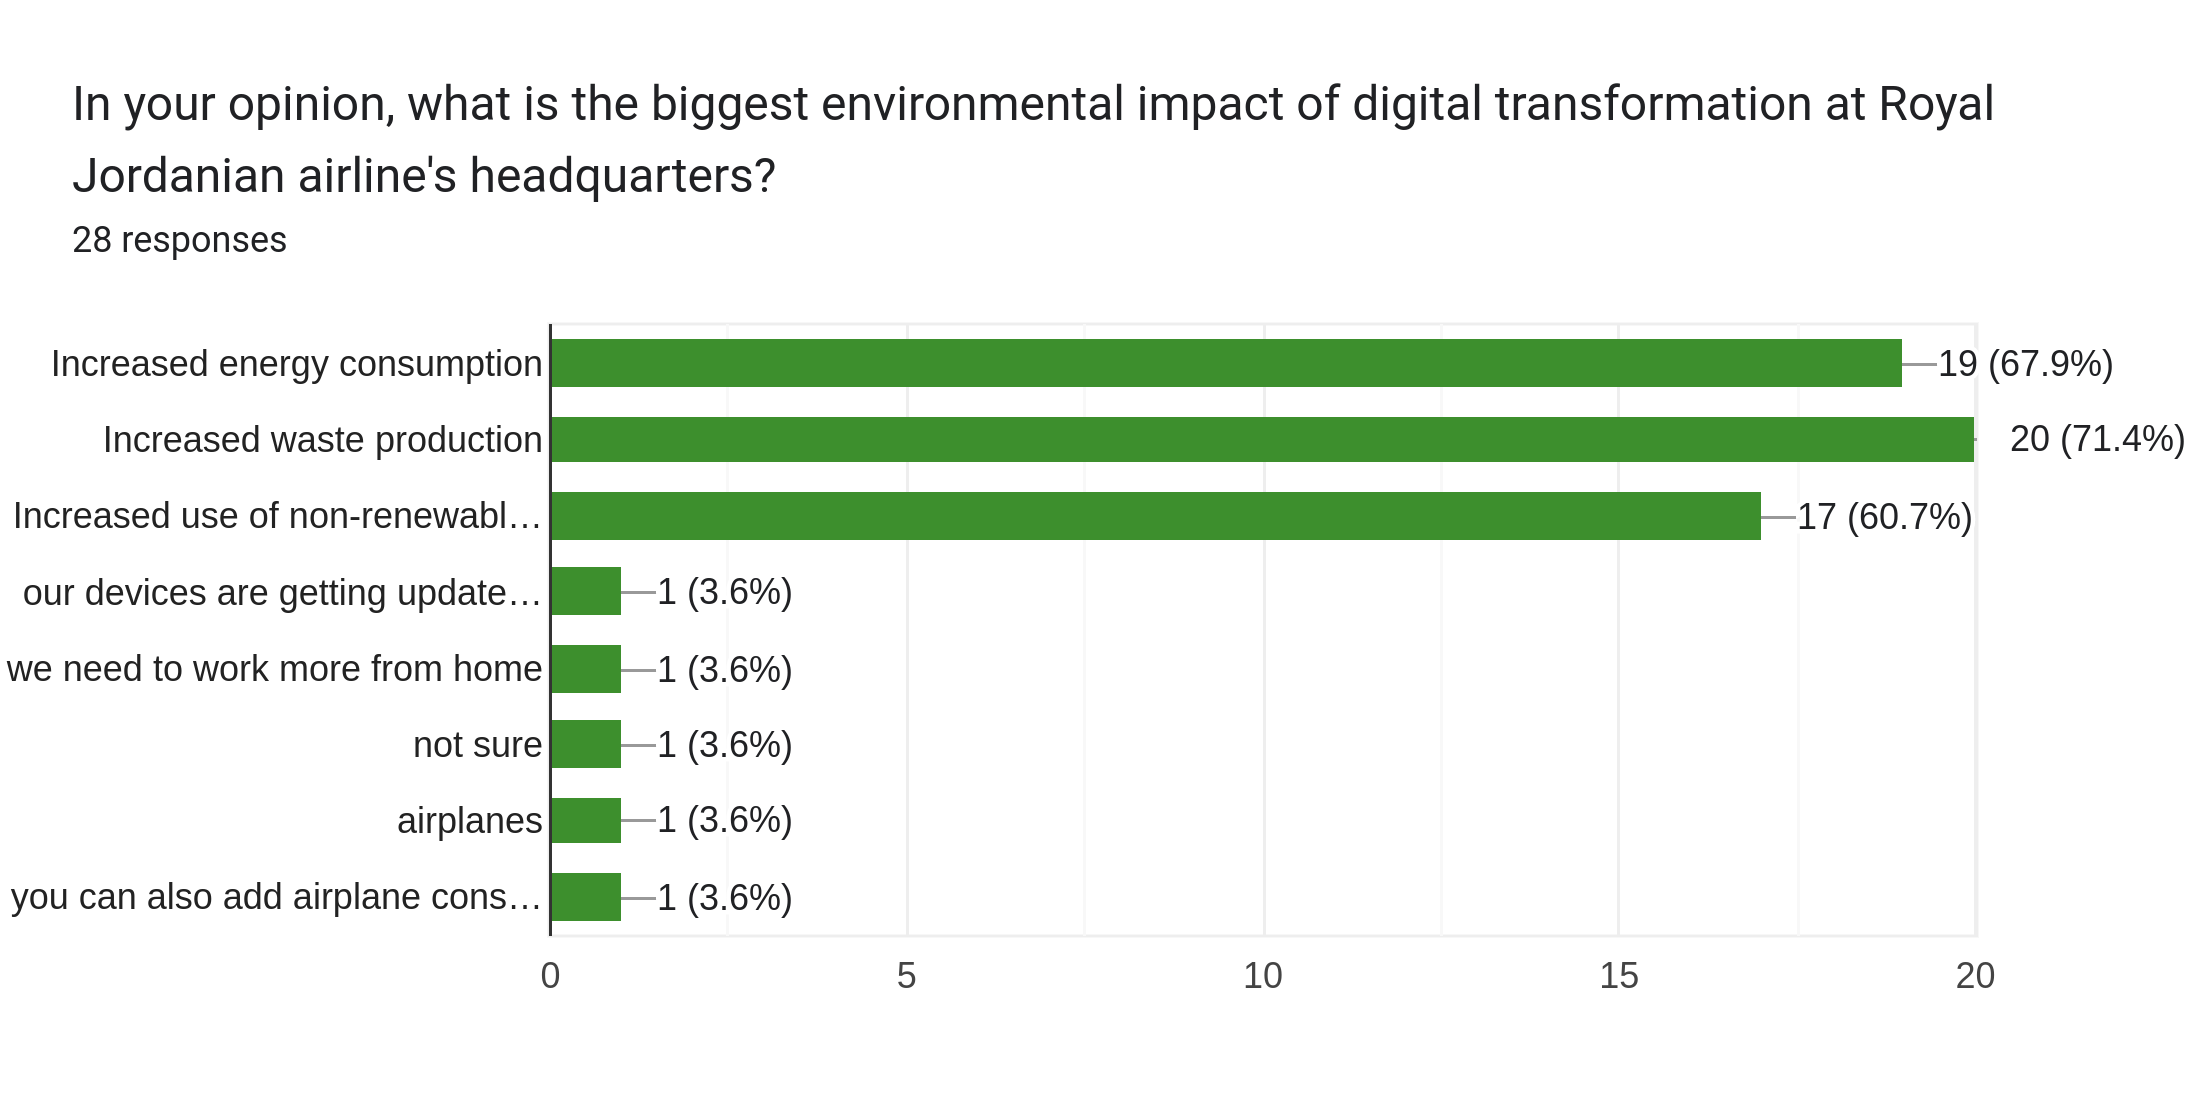 In your opinion, what is the biggest environmental impact of digital transformation at Royal
Jordanian airline's headquarters?
28 responses
Increased energy consumption 19 (67.9%)
Increased waste production 20 (71.4%)
Increased use of non-renewabl… 17 (60.7%)
our devices are getting update… 1 (3.6%)
we need to work more from home 1 (3.6%)
not sure 1 (3.6%)
airplanes 1 (3.6%)
you can also add airplane cons… 1 (3.6%)
0 5 10 15 20